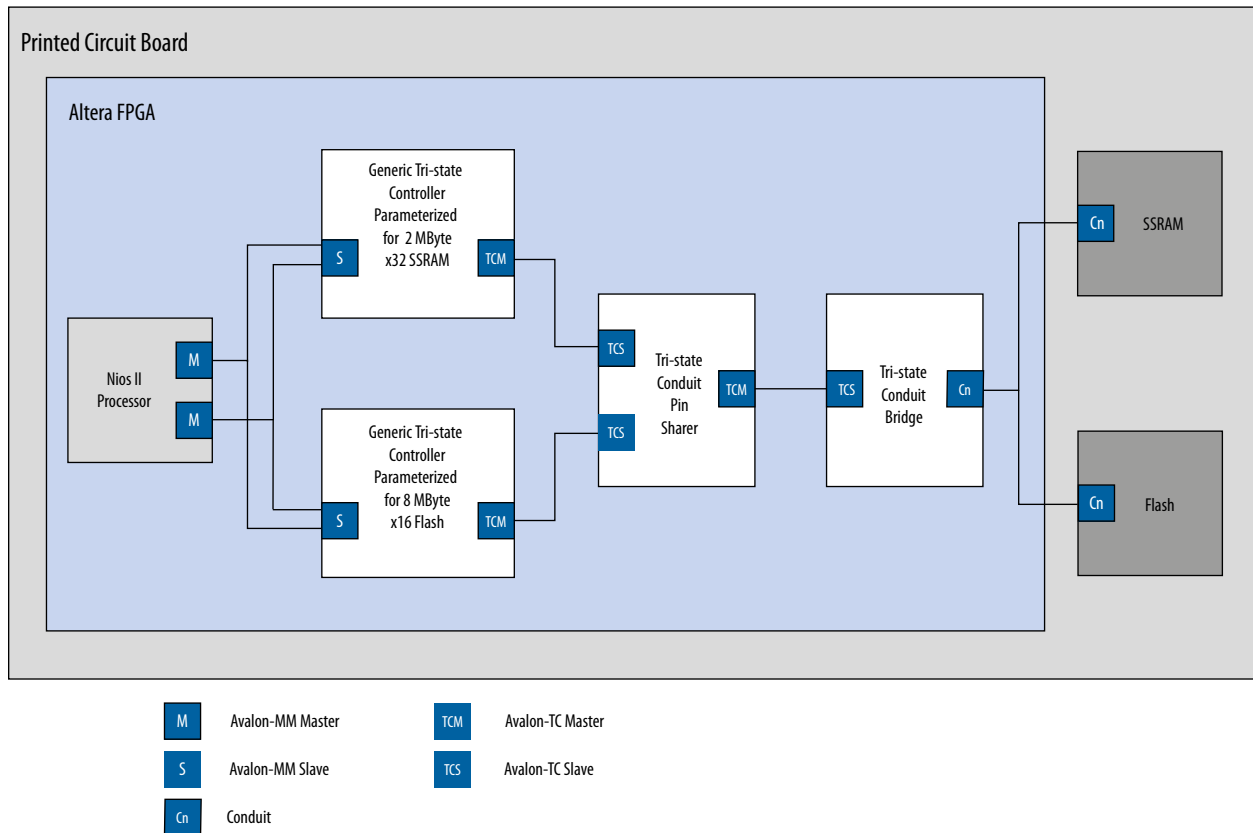 Printed Circuit Board
Altera FPGA
Generic Tri-state
Controller
Parameterized
for 2 MByte
x32 SSRAM
S
TCM
Nios II
Processor
M
M
Generic Tri-state
Controller
Parameterized
for 8 MByte
x16 Flash
S
TCM
TCS
TCS
Tri-state
Conduit
Pin
Sharer
TCM
TCS
Tri-state
Conduit
Bridge
Cn
Cn
SSRAM
Cn
Flash
M Avalon-MM Master
S Avalon-MM Slave
Cn Conduit
TCM Avalon-TC Master
TCS Avalon-TC Slave